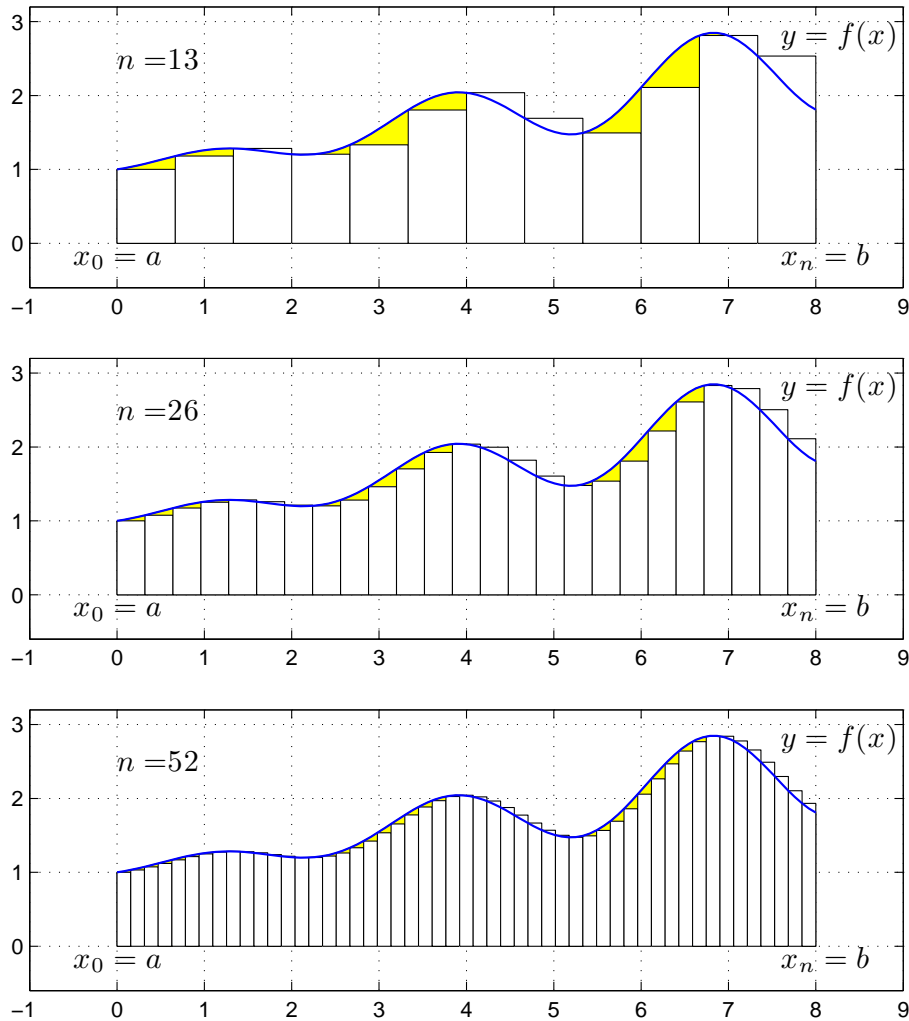 3
y = f(x)
n =13
2
1
0
x₀ = a
xₙ = b
−1 0 1 2 3 4 5 6 7 8 9
3
y = f(x)
n =26
2
1
0
x₀ = a
xₙ = b
−1 0 1 2 3 4 5 6 7 8 9
3
y = f(x)
n =52
2
1
0
x₀ = a
xₙ = b
−1 0 1 2 3 4 5 6 7 8 9